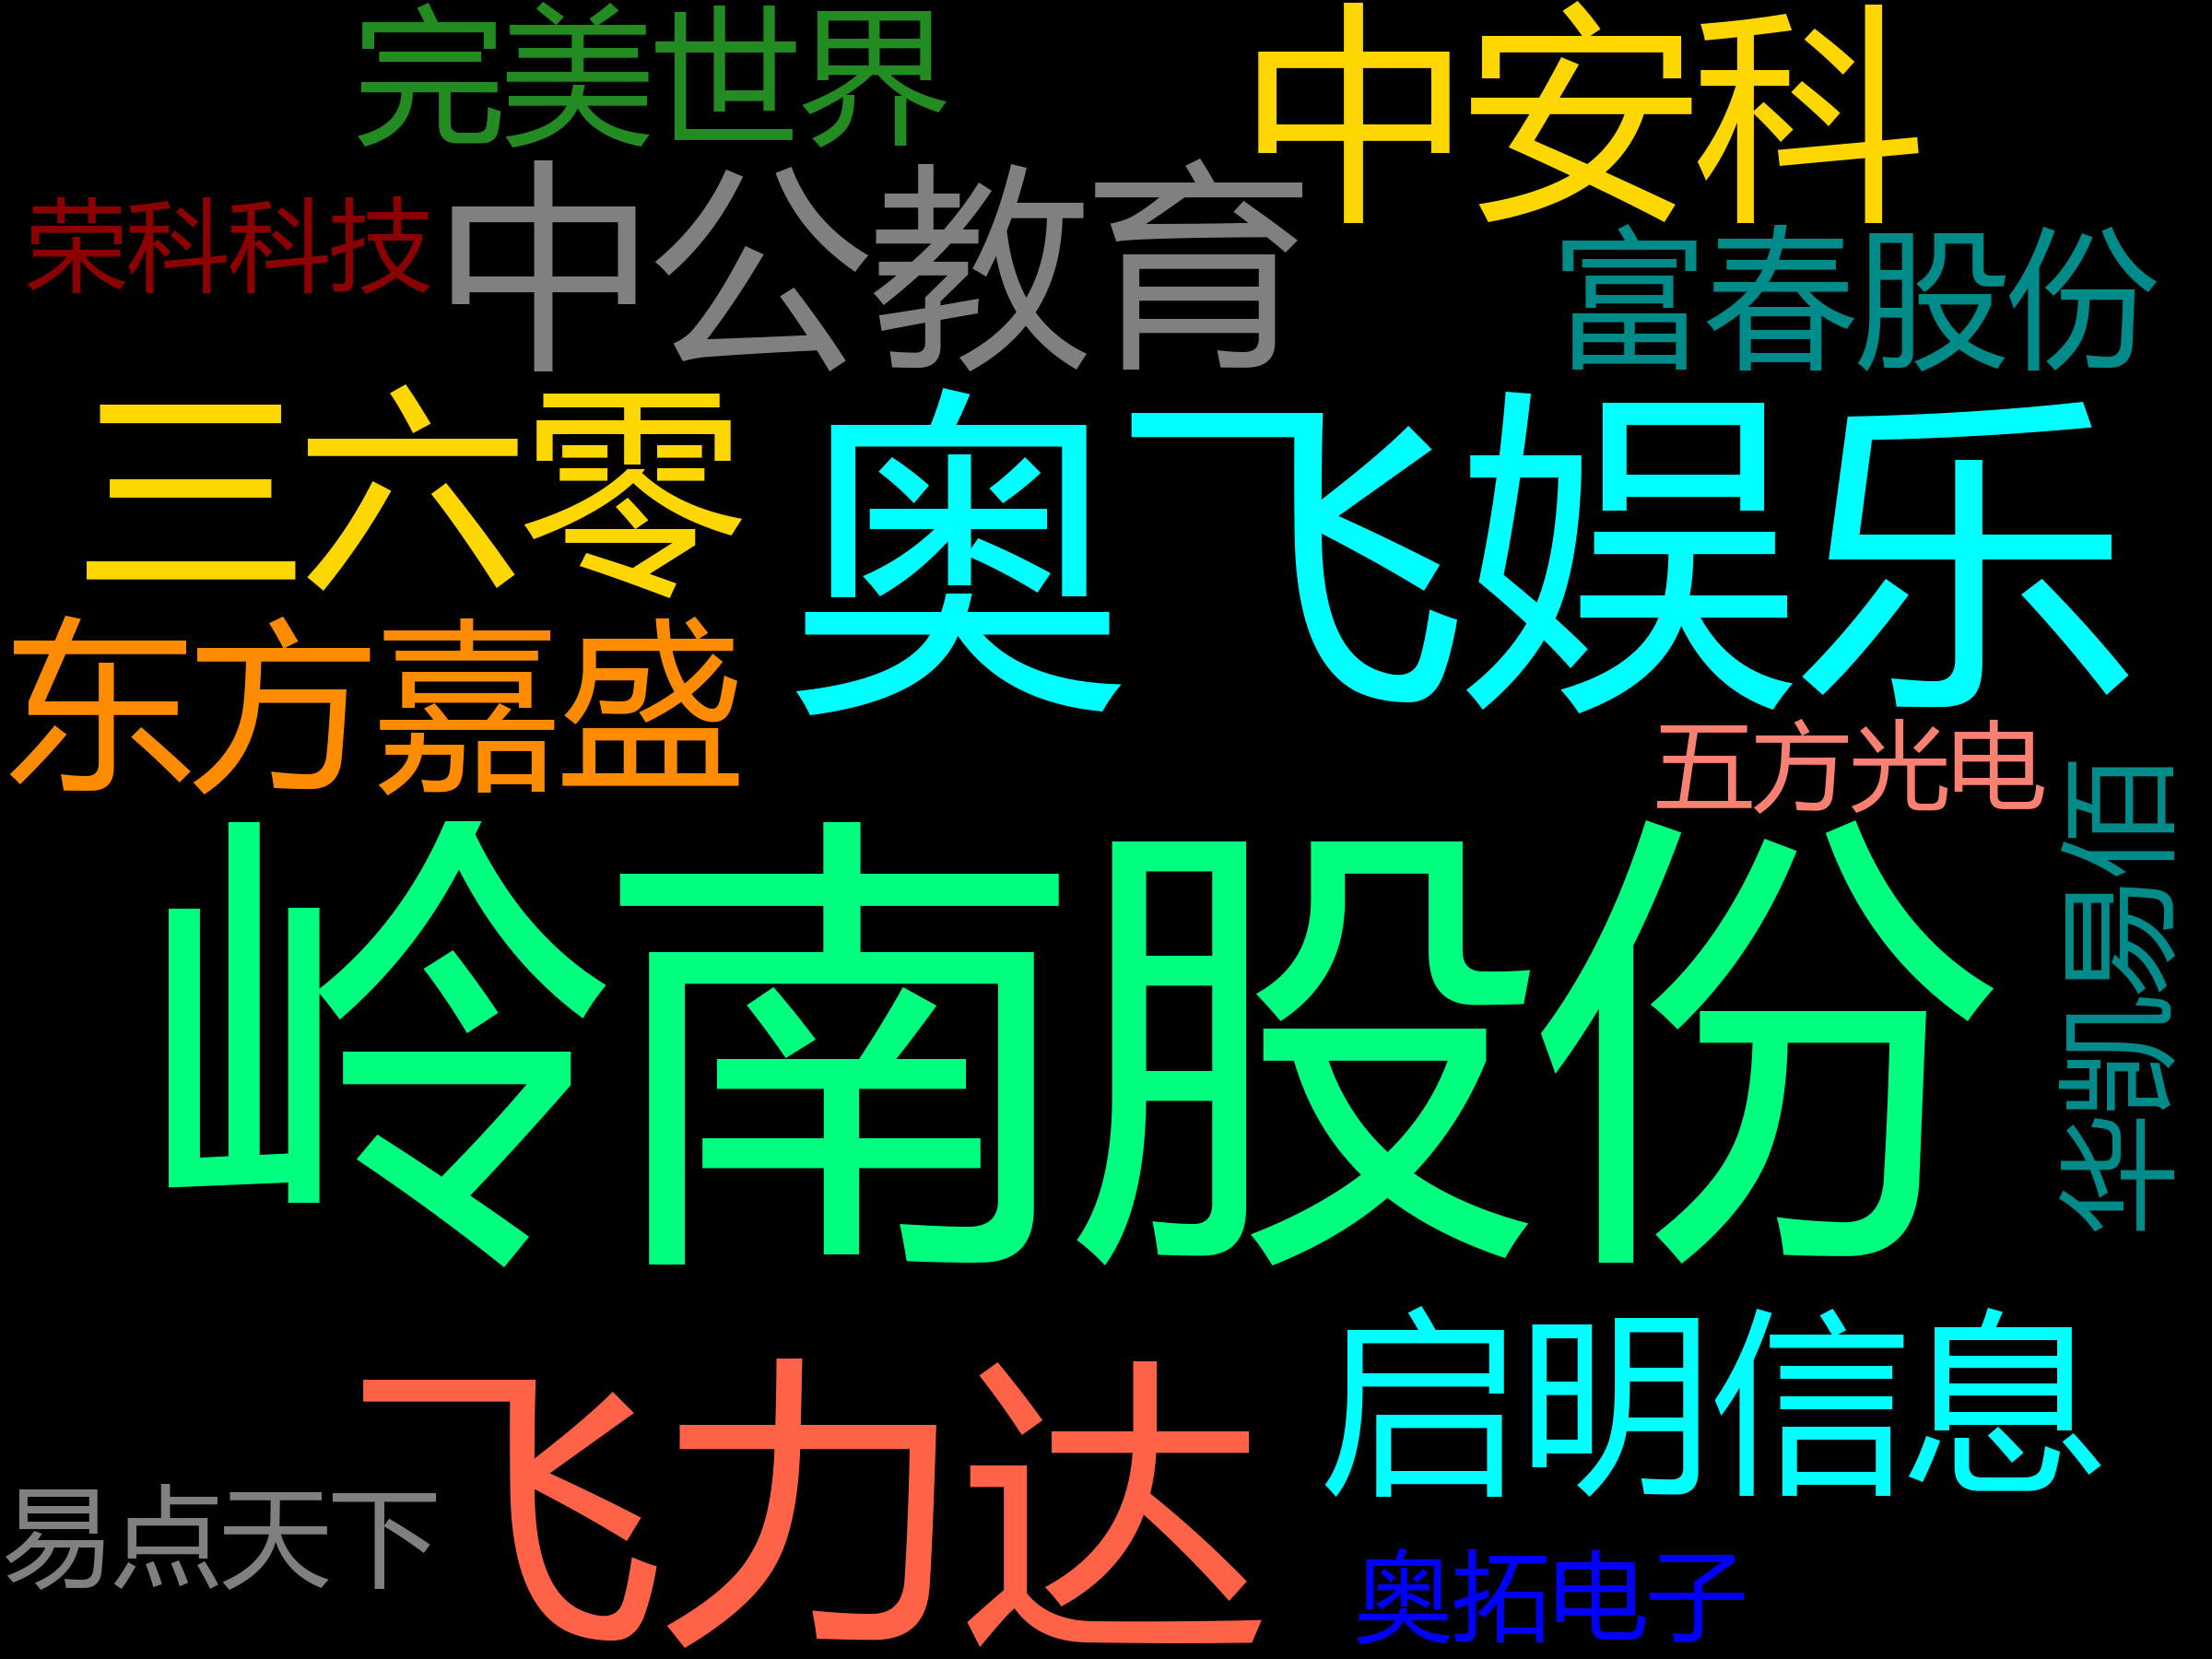 完美世界
中安科
荣科科技
中公教育
富春股份
三六零
奥飞娱乐
东方嘉盛
五方光电
华凯易佰
岭南股份
启明信息
飞力达
易点天下
奥拓电子